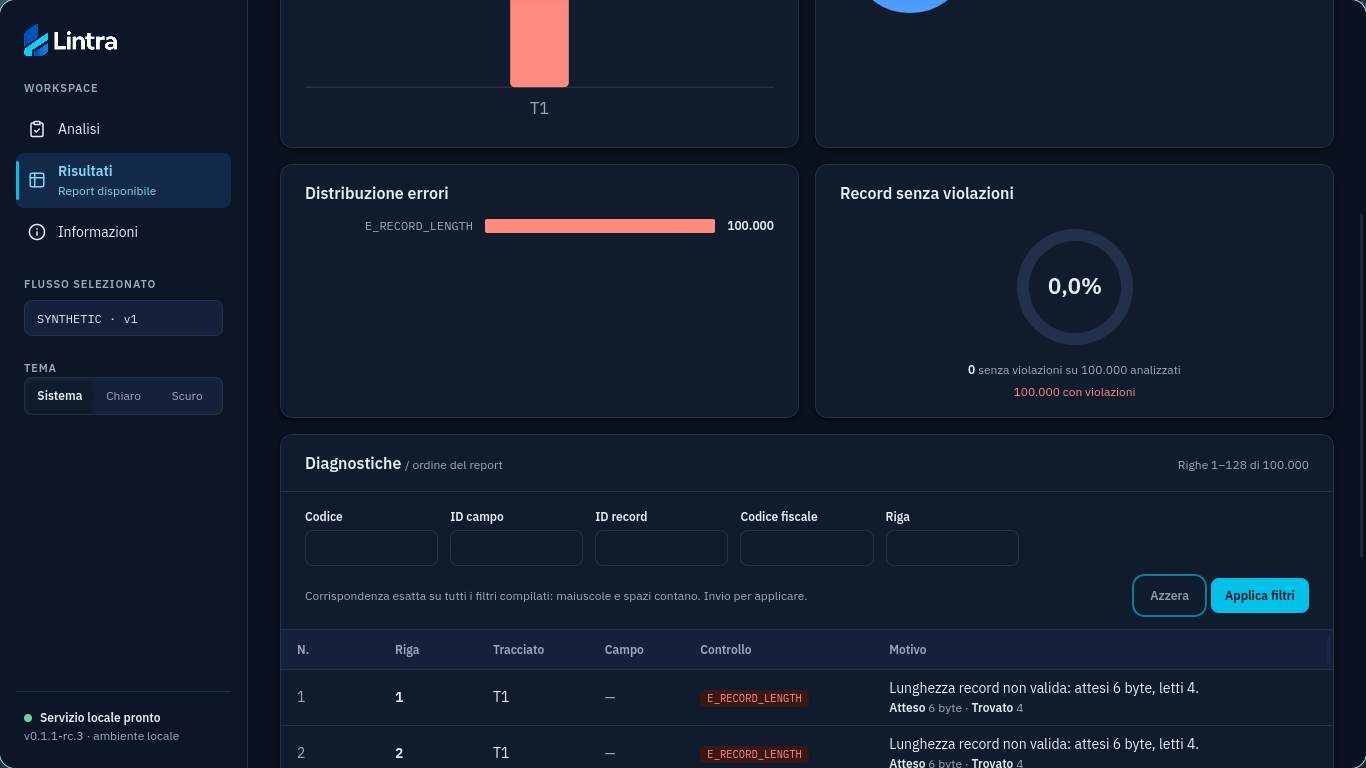 Lintra
WORKSPACE
Analisi
Risultati
Report disponibile
Informazioni
FLUSSO SELEZIONATO
SYNTHETIC · v1
TEMA
Sistema Chiaro Scuro
Servizio locale pronto
v0.1.1-rc.3 · ambiente locale
T1
Distribuzione errori
E_RECORD_LENGTH 100.000
Record senza violazioni
0,0%
0 senza violazioni su 100.000 analizzati
100.000 con violazioni
Diagnostiche / ordine del report
Righe 1–128 di 100.000
Codice ID campo ID record Codice fiscale Riga
Corrispondenza esatta su tutti i filtri compilati: maiuscole e spazi contano. Invio per applicare.
Azzera Applica filtri
N. Riga Tracciato Campo Controllo Motivo
1 1 T1 — E_RECORD_LENGTH Lunghezza record non valida: attesi 6 byte, letti 4.
Atteso 6 byte · Trovato 4
2 2 T1 — E_RECORD_LENGTH Lunghezza record non valida: attesi 6 byte, letti 4.
Atteso 6 byte · Trovato 4